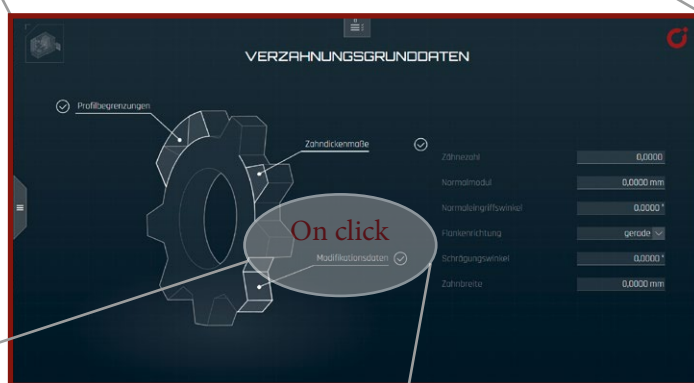 VERZAHNUNGSGRUNDDATEN
Profilbegrenzungen
Zahndickenmaße
On click
Modifikationsdaten
Zähnezahl 0,0000
Normalmodul 0,0000 mm
Normaleingriffswinkel 0,0000 °
Flankenrichtung gerade
Schrägungswinkel 0,0000 °
Zahnbreite 0,0000 mm